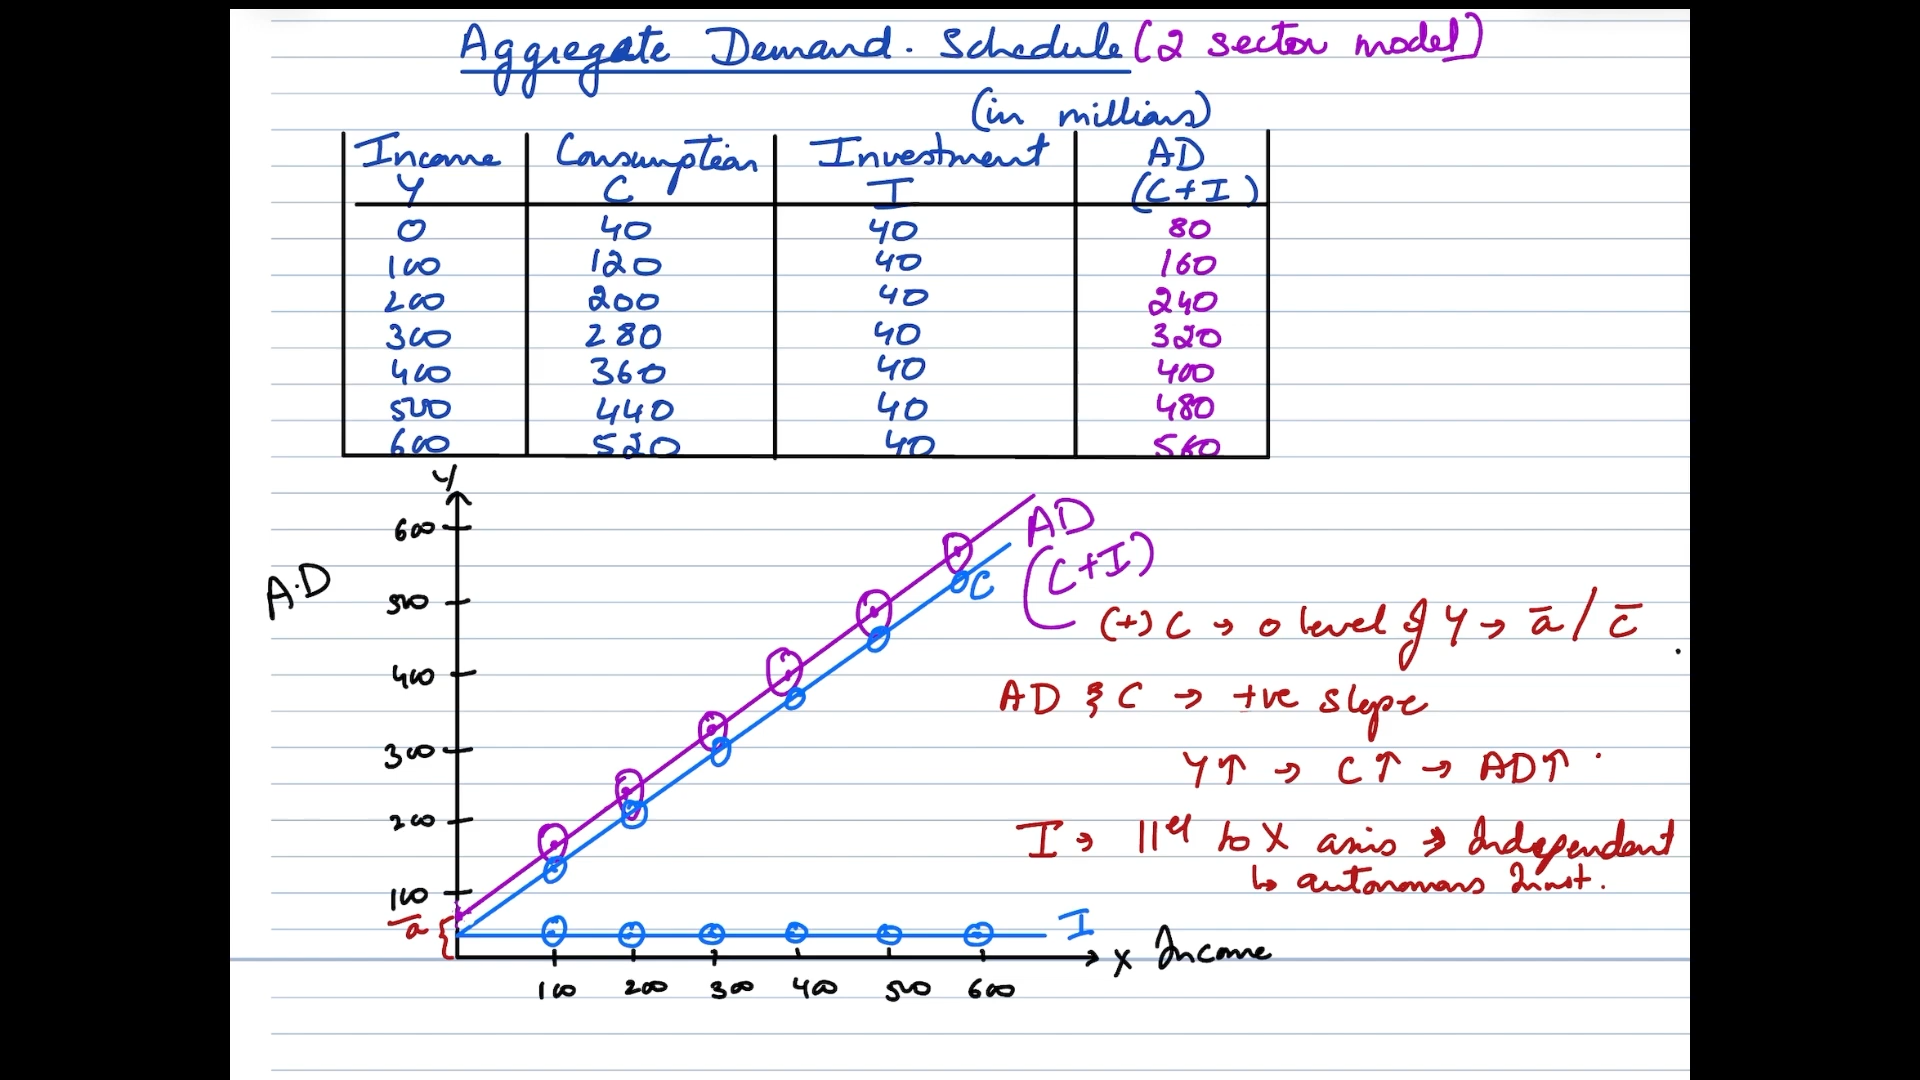 Aggregate Demand. Schedule (2 sector model)
(in millions)
Income Consumption Investment AD
Y C I (C+I)
0 40 40 80
100 120 40 160
200 200 40 240
300 280 40 320
400 360 40 400
500 440 40 480
600 520 40 560
Y
600
AD
(C+I)
A.D
C
500
(+) C → 0 level of Y → ā / c̄
400
AD & C → +ve slope
300
Y↑ → C↑ → AD↑
200
I → ||el to X axis → Independent
↳ autonomous Invst.
100
ā
I
X Income
100 200 300 400 500 600